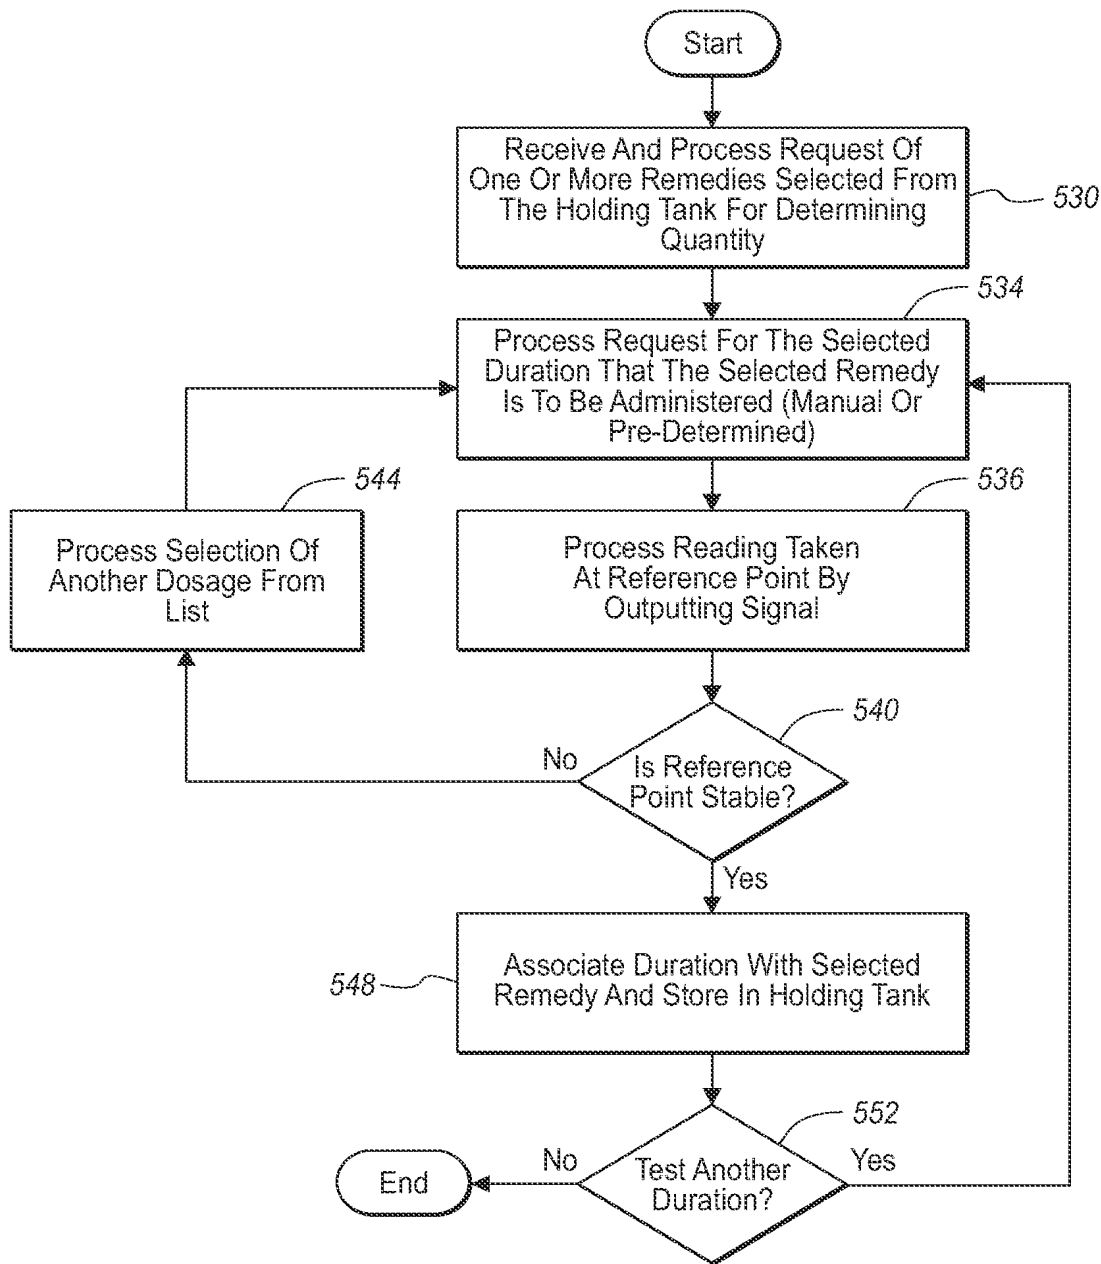 Start
Receive And Process Request Of
One Or More Remedies Selected From
The Holding Tank For Determining
Quantity
530
534
Process Request For The Selected
Duration That The Selected Remedy
Is To Be Administered (Manual Or
Pre-Determined)
544
536
Process Selection Of
Another Dosage From
List
Process Reading Taken
At Reference Point By
Outputting Signal
540
No
Is Reference
Point Stable?
Yes
548
Associate Duration With Selected
Remedy And Store In Holding Tank
552
End
No
Test Another
Duration?
Yes